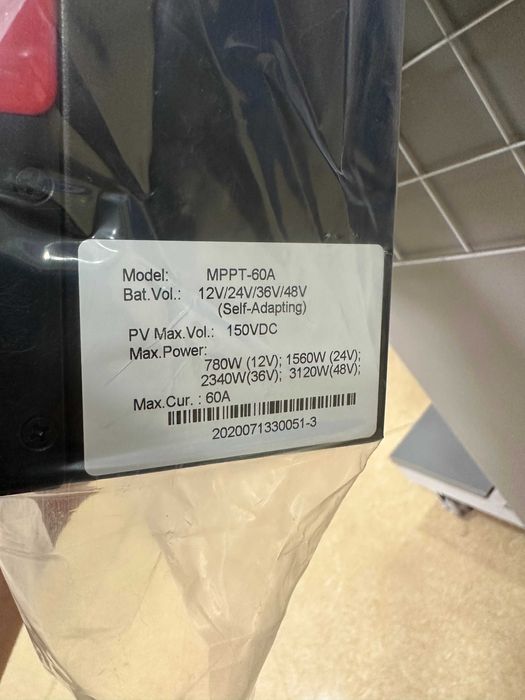 Model: MPPT-60A
Bat.Vol.: 12V/24V/36V/48V
(Self-Adapting)
PV Max.Vol.: 150VDC
Max.Power:
780W (12V); 1560W (24V);
2340W(36V); 3120W(48V);
Max.Cur. : 60A
2020071330051-3